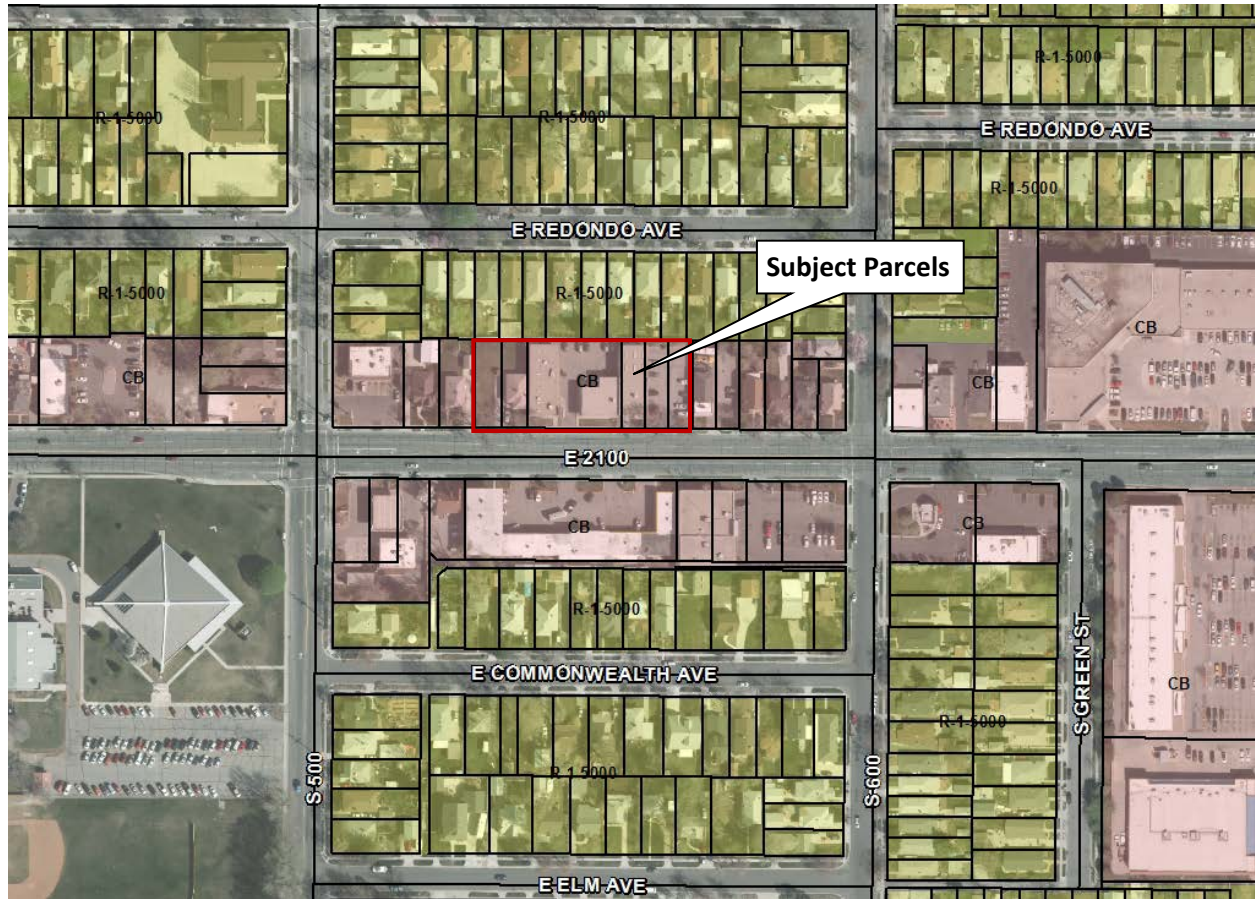 R-1-5000
R-1-5000
R-1-5000
E REDONDO AVE
R-1-5000
E REDONDO AVE
Subject Parcels
R-1-5000
R-1-5000
CB
CB
CB
CB
CB
E 2100
CB
CB
R-1-5000
E COMMONWEALTH AVE
CB
R-1-5000
S GREEN ST
S 500
S 600
R-1-5000
E ELM AVE